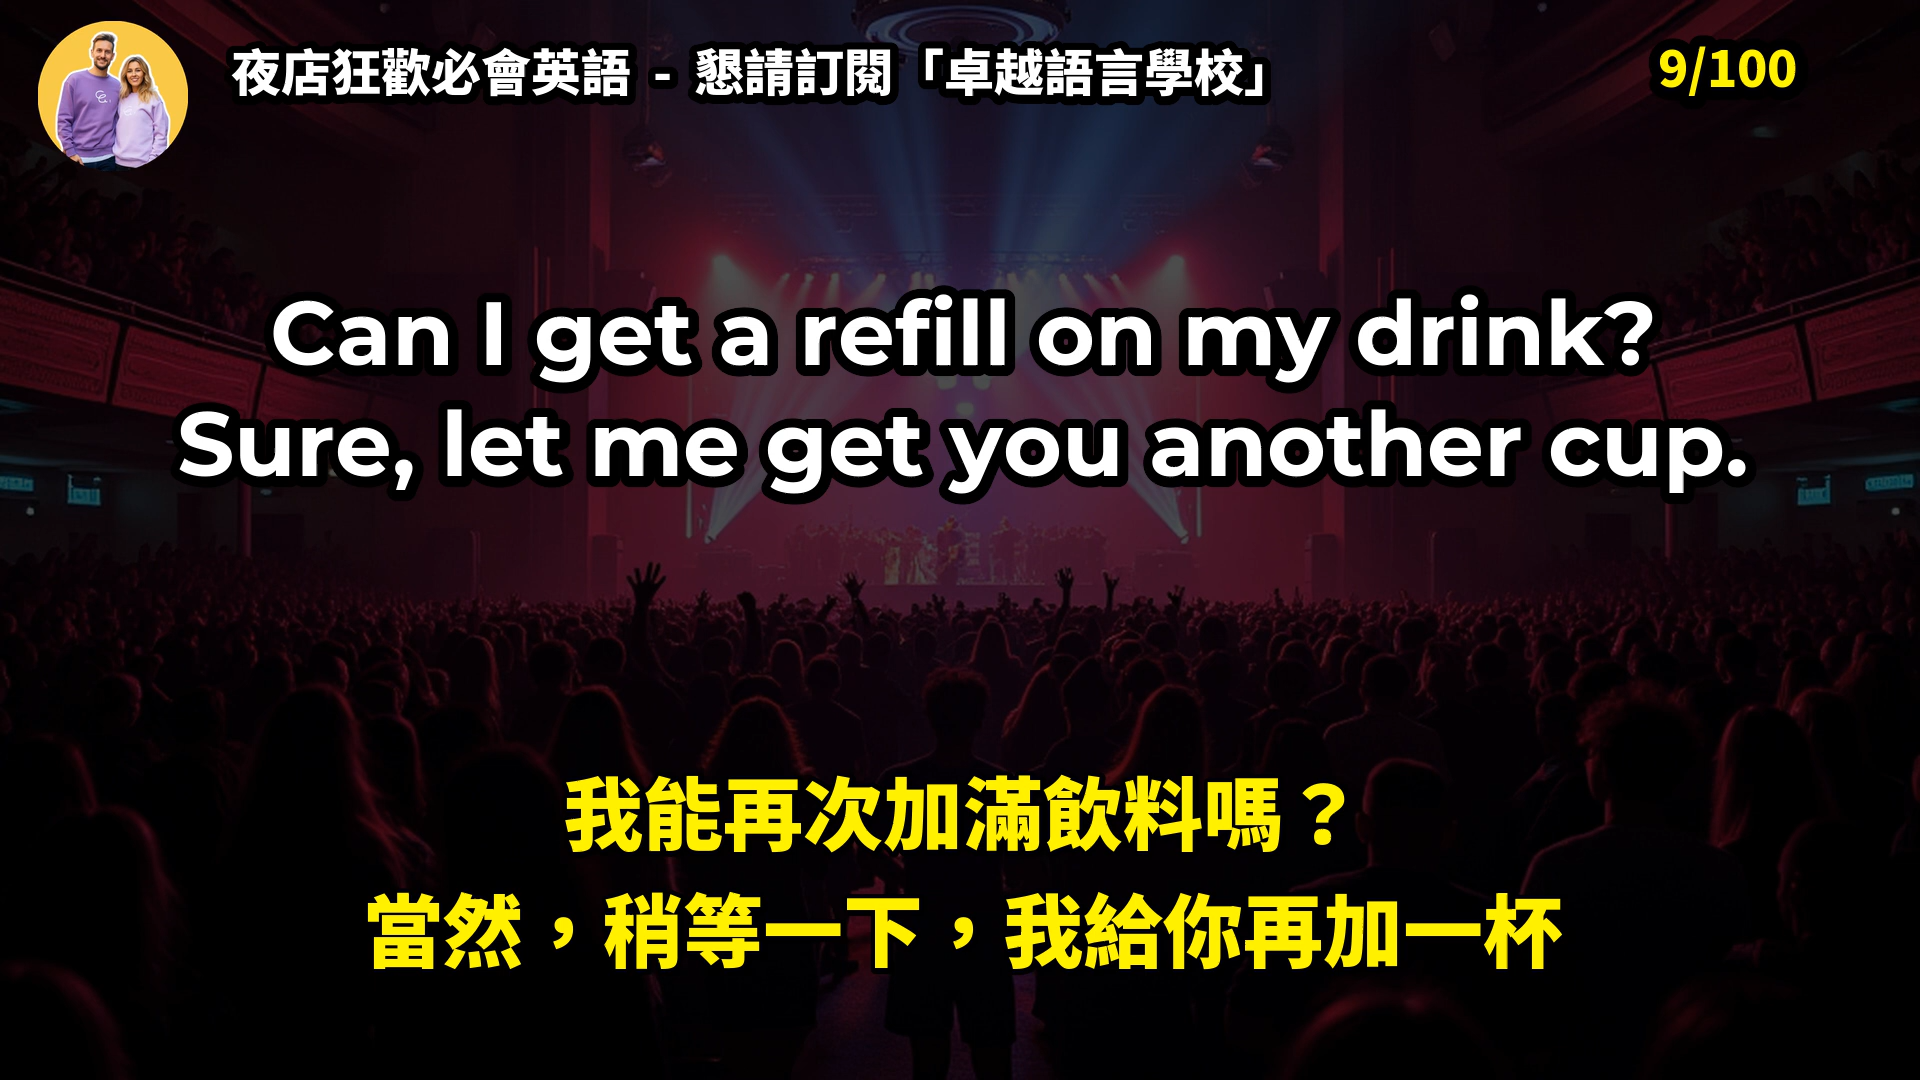 夜店狂歡必會英語 - 懇請訂閱「卓越語言學校」
9/100
Can I get a refill on my drink?
Sure, let me get you another cup.
我能再次加滿飲料嗎？
當然，稍等一下，我給你再加一杯